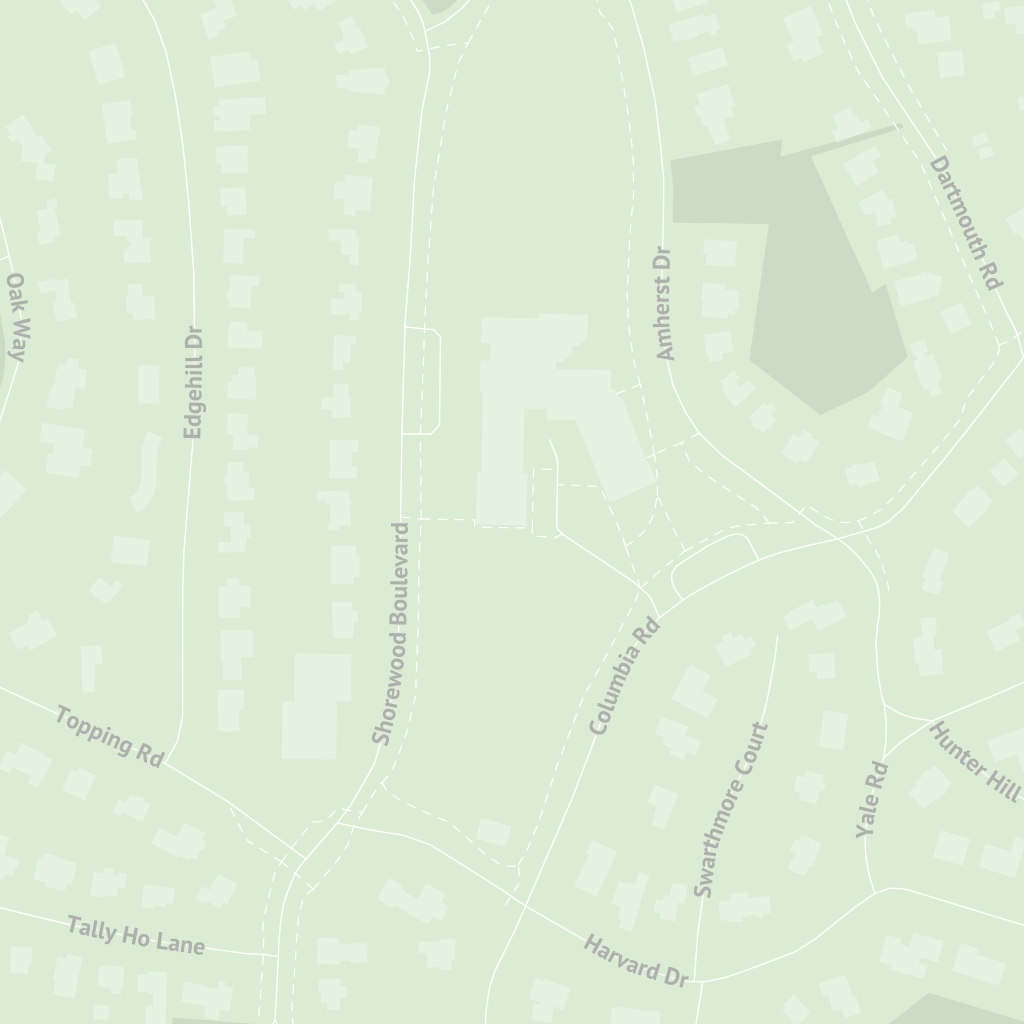 Dartmouth Rd
Oak Way
Amherst Dr
Edgehill Dr
Shorewood Boulevard
Columbia Rd
Topping Rd
Swarthmore Court
Hunter Hill
Yale Rd
Tally Ho Lane
Harvard Dr